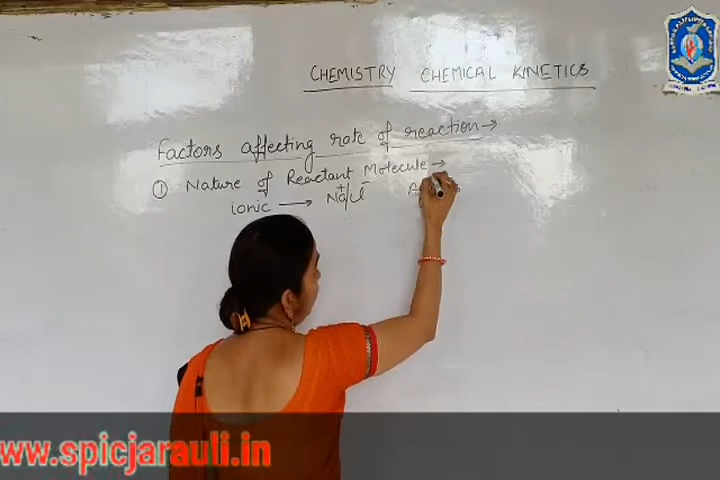 CHEMISTRY CHEMICAL KINETICS
Factors affecting rate of reaction →
① Nature of Reactant Molecule →
ionic → Na⁺/Cl⁻
www.spicjarauli.in